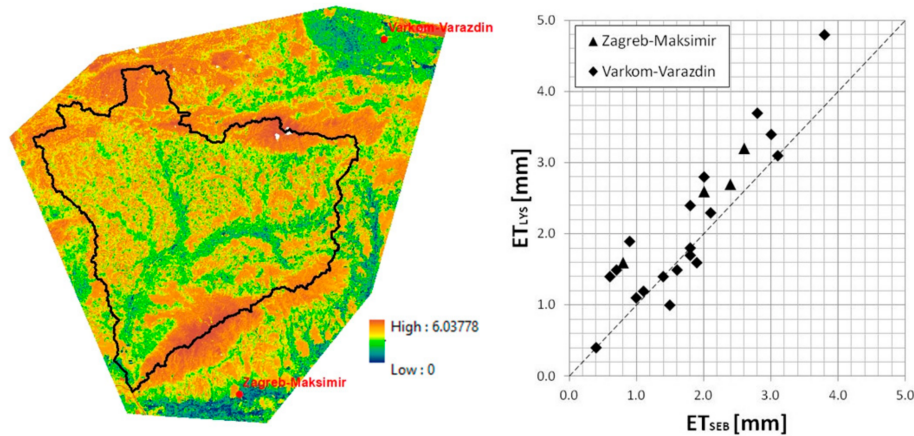 Varkom-Varazdin
High : 6.03778
Low : 0
Zagreb-Maksimir
5.0
4.0
3.0
2.0
1.0
0.0
ETLYS [mm]
▲ Zagreb-Maksimir
◆ Varkom-Varazdin
0.0 1.0 2.0 3.0 4.0 5.0
ETSEB [mm]